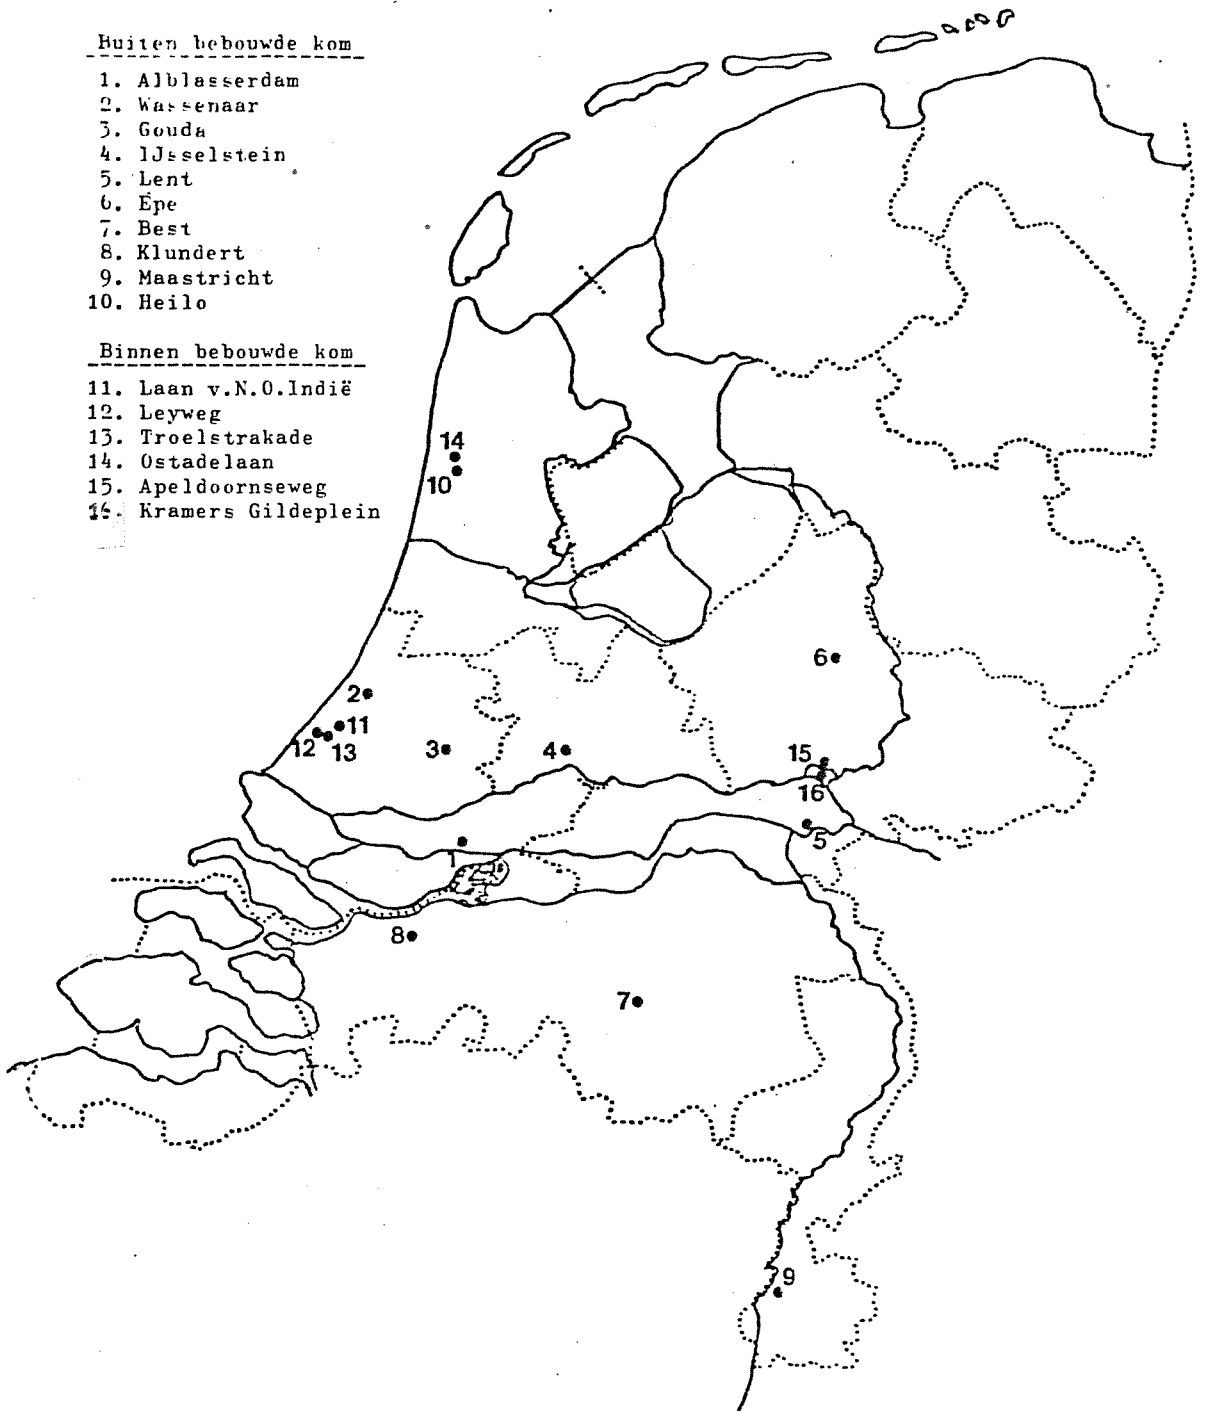 Buiten bebouwde kom
1. Alblasserdam
2. Wassenaar
3. Gouda
4. IJsselstein
5. Lent
6. Epe
7. Best
8. Klundert
9. Maastricht
10. Heilo
Binnen bebouwde kom
11. Laan v.N.O.Indië
12. Leyweg
13. Troelstrakade
14. Ostadelaan
15. Apeldoornseweg
16. Kramers Gildeplein
14
10
6
2
11
12
13
3
4
15
16
5
1
8
7
9